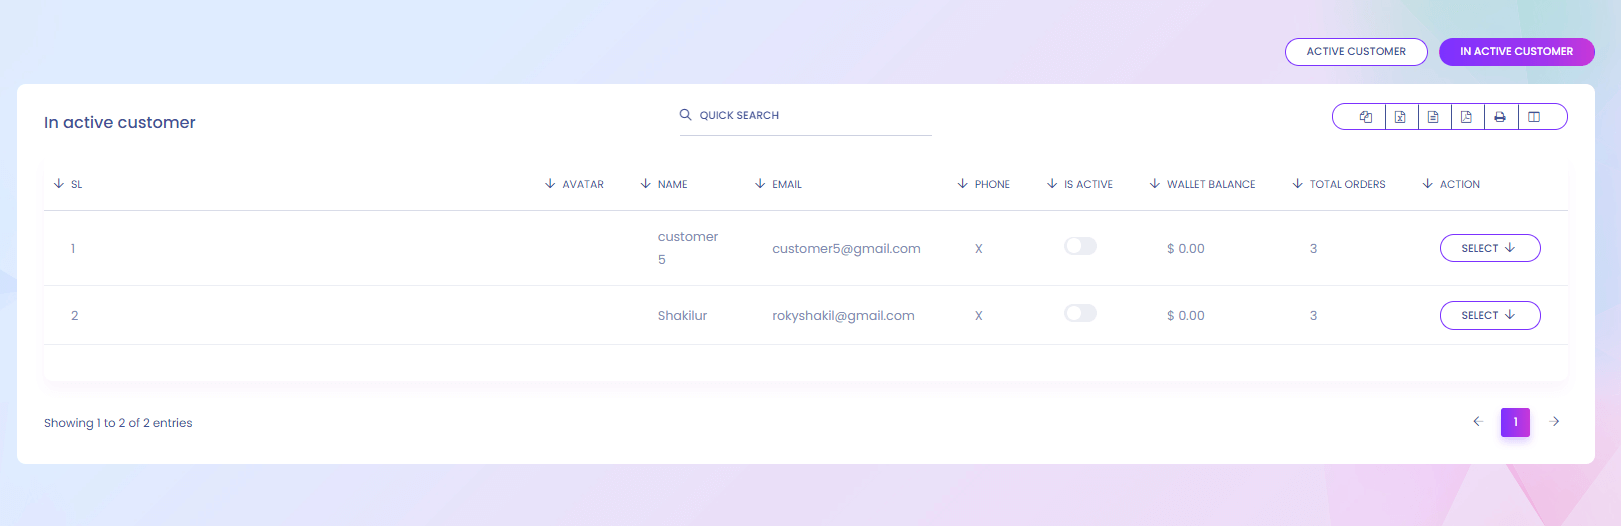 ACTIVE CUSTOMER
IN ACTIVE CUSTOMER
In active customer
QUICK SEARCH
SL AVATAR NAME EMAIL PHONE IS ACTIVE WALLET BALANCE TOTAL ORDERS ACTION
1 customer 5 customer5@gmail.com X $ 0.00 3 SELECT
2 Shakilur rokyshakil@gmail.com X $ 0.00 3 SELECT
Showing 1 to 2 of 2 entries
1